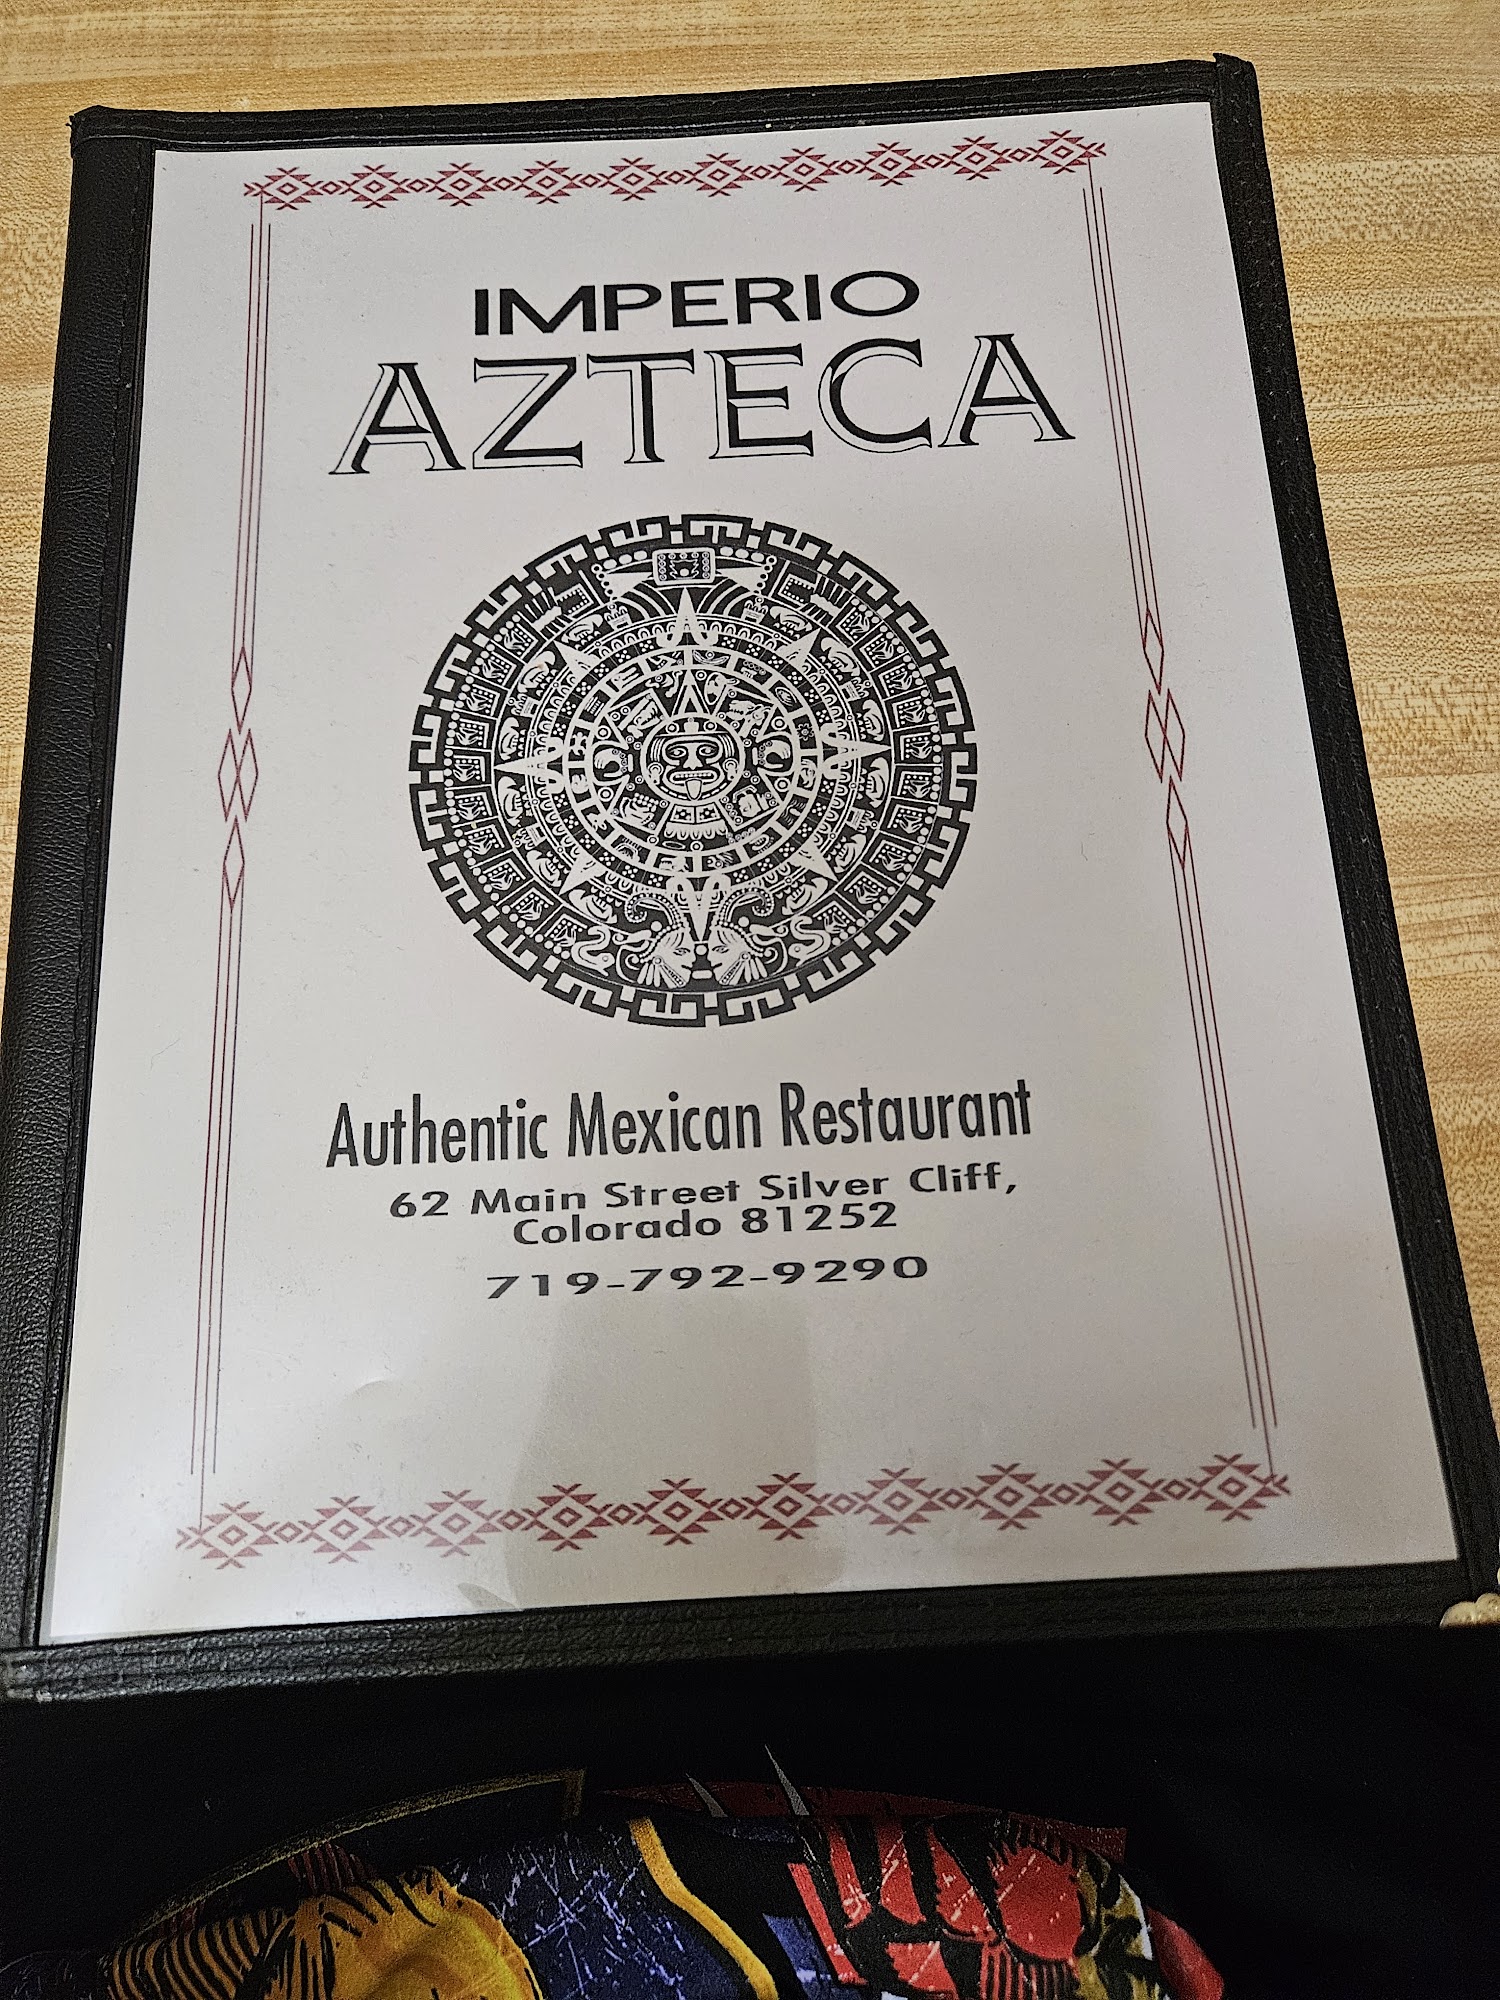 IMPERIO
AZTECA
Authentic Mexican Restaurant
62 Main Street Silver Cliff,
Colorado 81252
719-792-9290